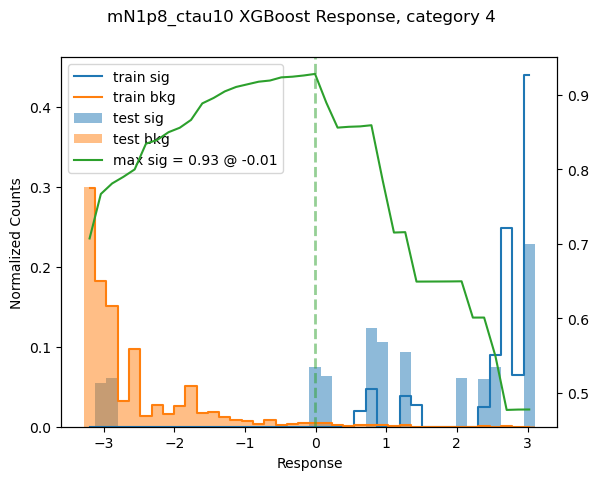 mN1p8_ctau10 XGBoost Response, category 4
train sig
train bkg
test sig
test bkg
max sig = 0.93 @ -0.01
Normalized Counts
0.4
0.3
0.2
0.1
0.0
0.9
0.8
0.7
0.6
0.5
−3 −2 −1 0 1 2 3
Response